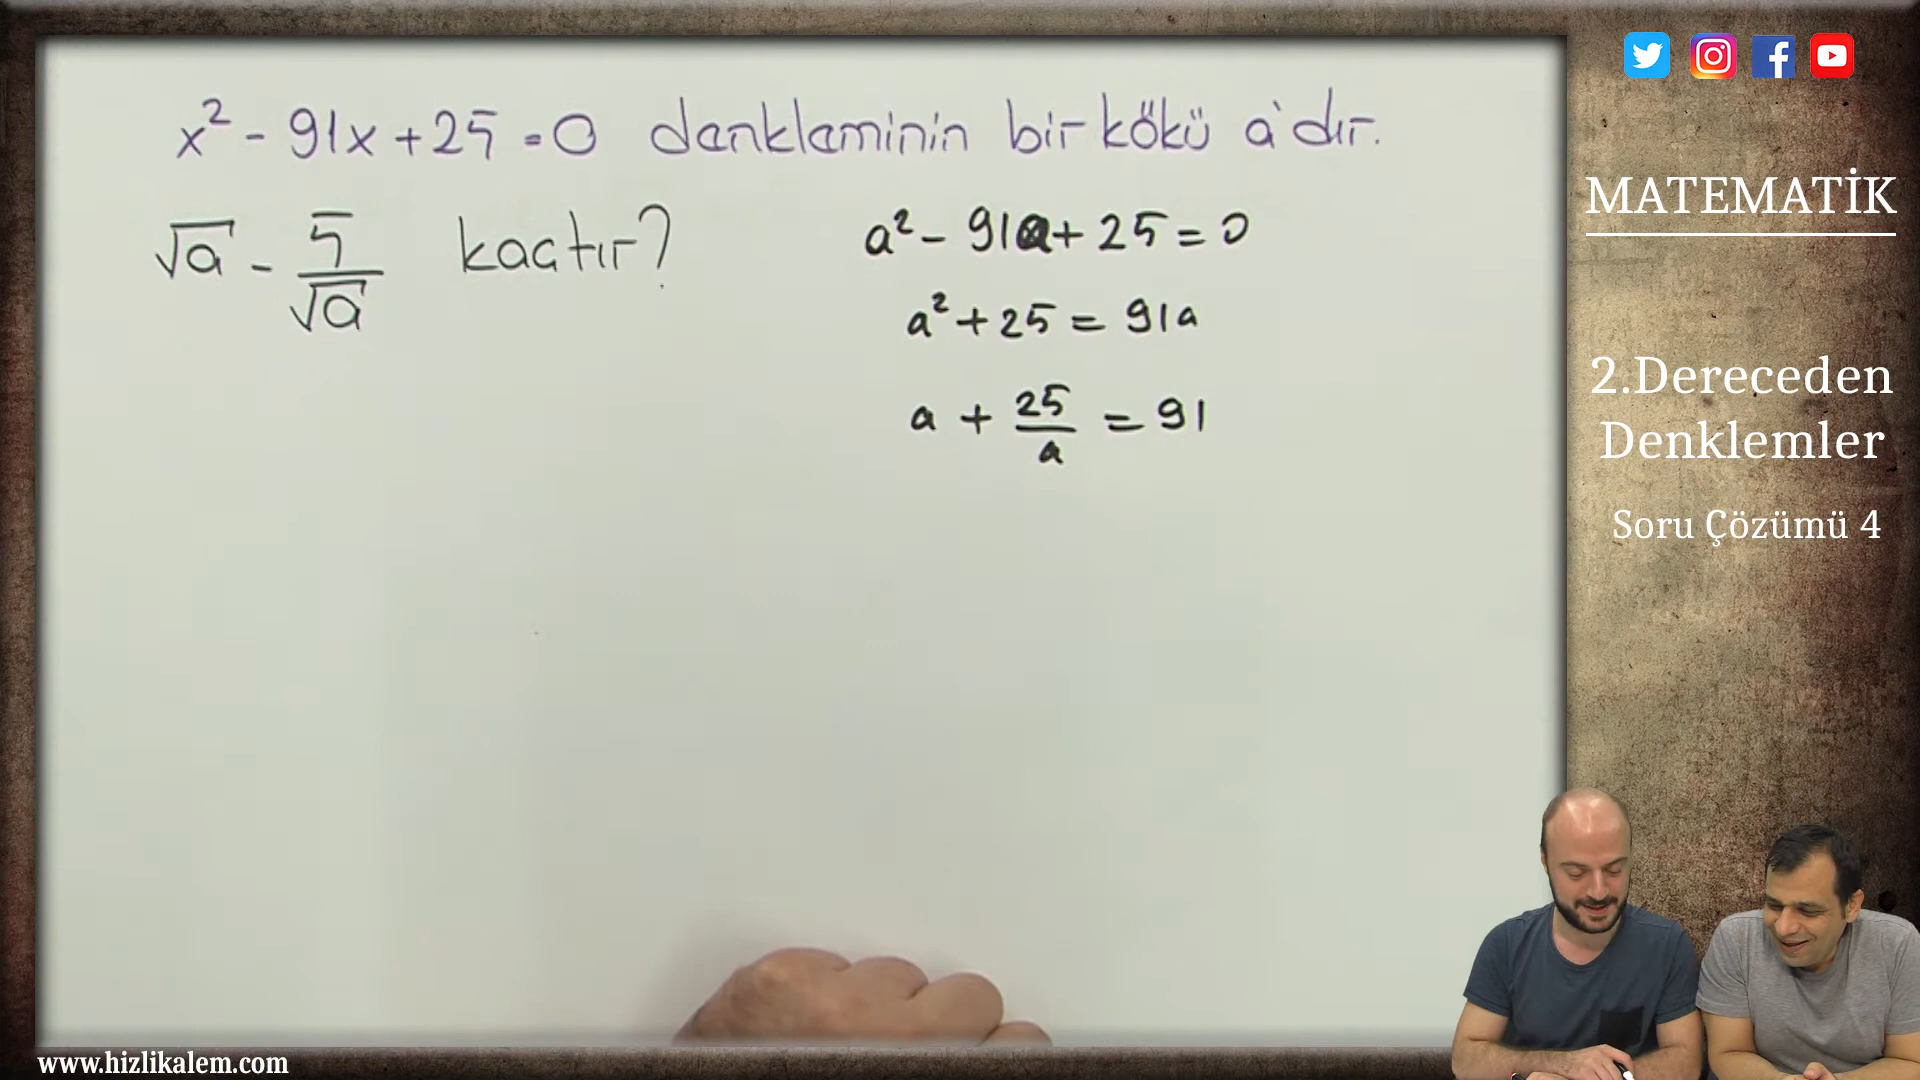 x² - 91x + 25 = 0 denkleminin bir kökü a'dır.
√a - 5/√a kaçtır?
a² - 91a + 25 = 0
a² + 25 = 91a
a + 25/a = 91
MATEMATİK
2.Dereceden
Denklemler
Soru Çözümü 4
www.hizlikalem.com